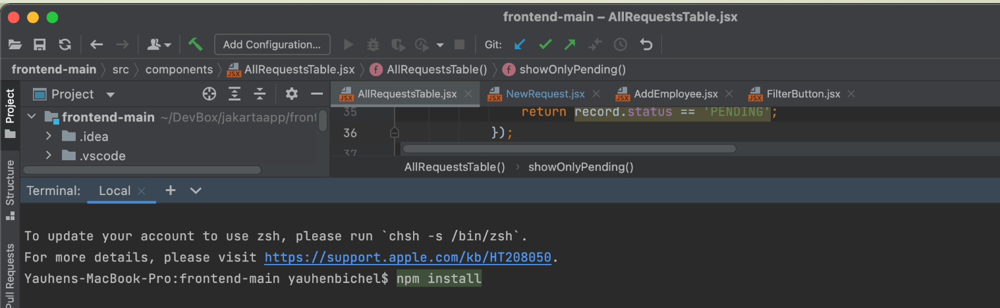 frontend-main – AllRequestsTable.jsx
Add Configuration... Git:
frontend-main src components AllRequestsTable.jsx AllRequestsTable() showOnlyPending()
Project AllRequestsTable.jsx NewRequest.jsx AddEmployee.jsx FilterButton.jsx
Project
frontend-main ~/DevBox/jakartaapp/front
.idea
.vscode
35 return record.status == 'PENDING';
36 });
37
AllRequestsTable() › showOnlyPending()
Structure
Terminal: Local
Pull Requests
To update your account to use zsh, please run `chsh -s /bin/zsh`.
For more details, please visit https://support.apple.com/kb/HT208050.
Yauhens-MacBook-Pro:frontend-main yauhenbichel$ npm install